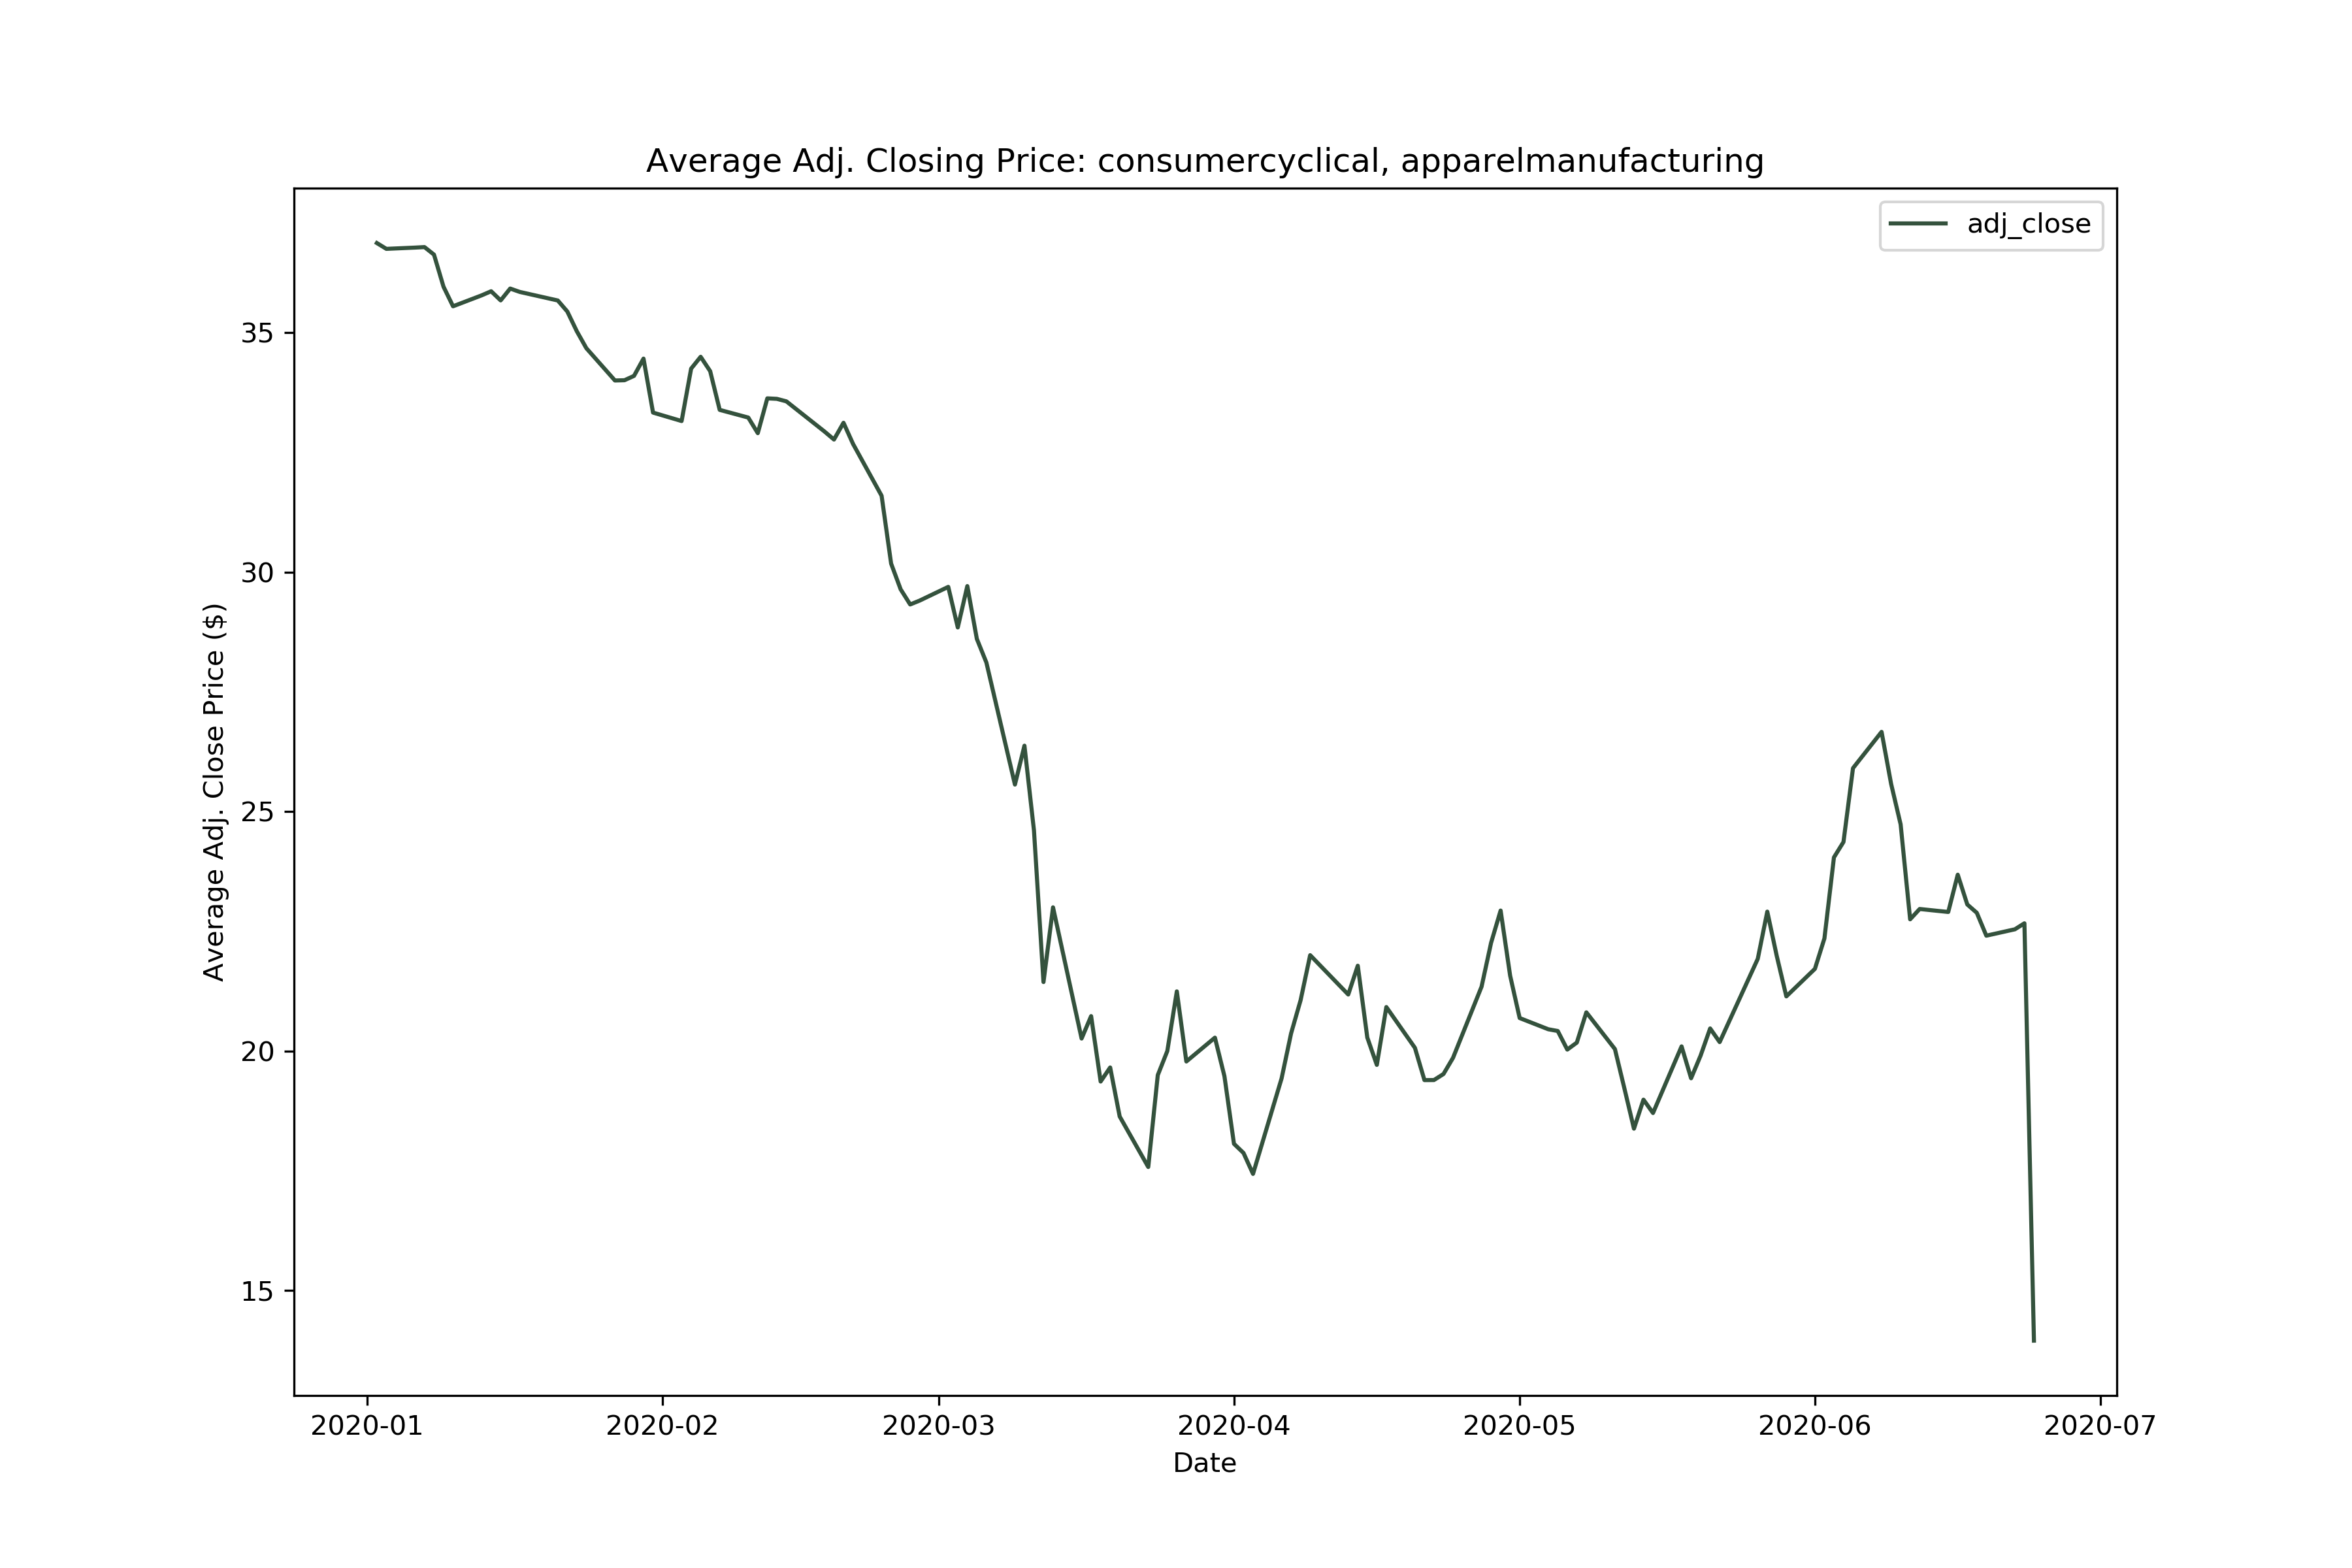 Average Adj. Closing Price: consumercyclical, apparelmanufacturing
adj_close
Average Adj. Close Price ($)
35
30
25
20
15
2020-01 2020-02 2020-03 2020-04 2020-05 2020-06 2020-07
Date